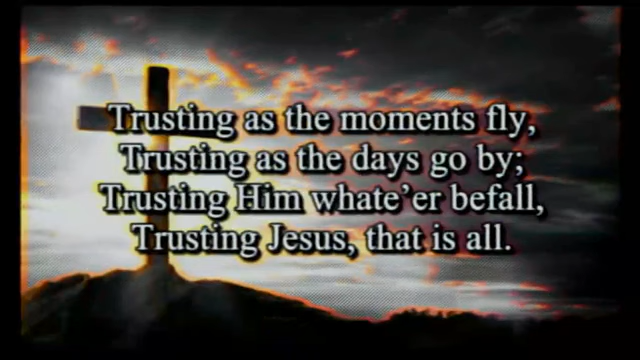 Trusting as the moments fly,
Trusting as the days go by;
Trusting Him whate'er befall,
Trusting Jesus, that is all.